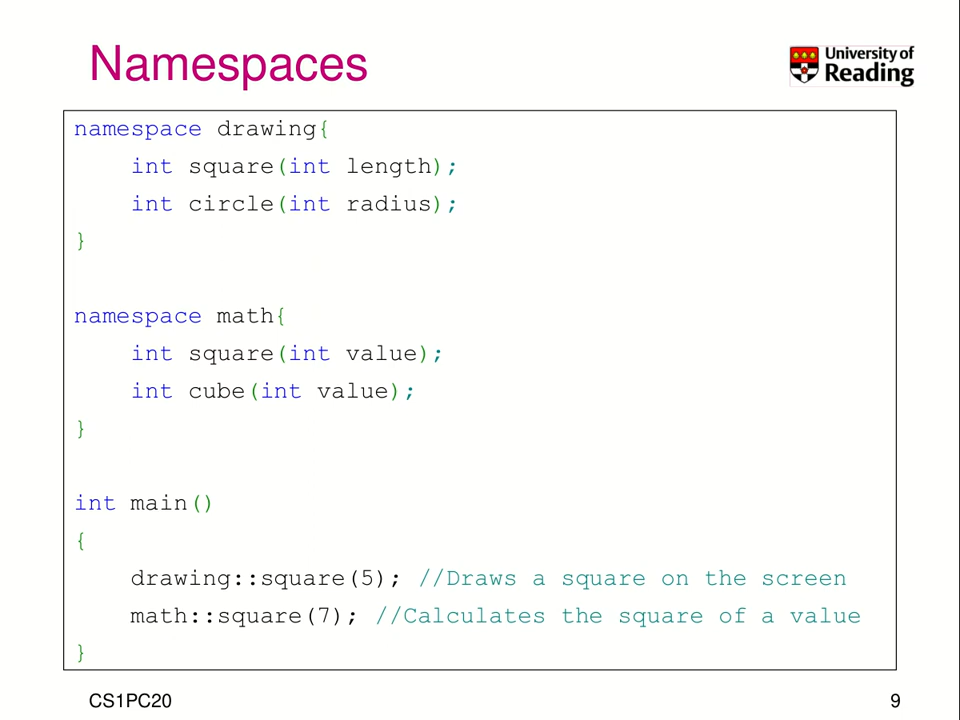 Namespaces
University of
Reading
namespace drawing{
    int square(int length);
    int circle(int radius);
}
namespace math{
    int square(int value);
    int cube(int value);
}
int main()
{
    drawing::square(5); //Draws a square on the screen
    math::square(7); //Calculates the square of a value
}
CS1PC20
9